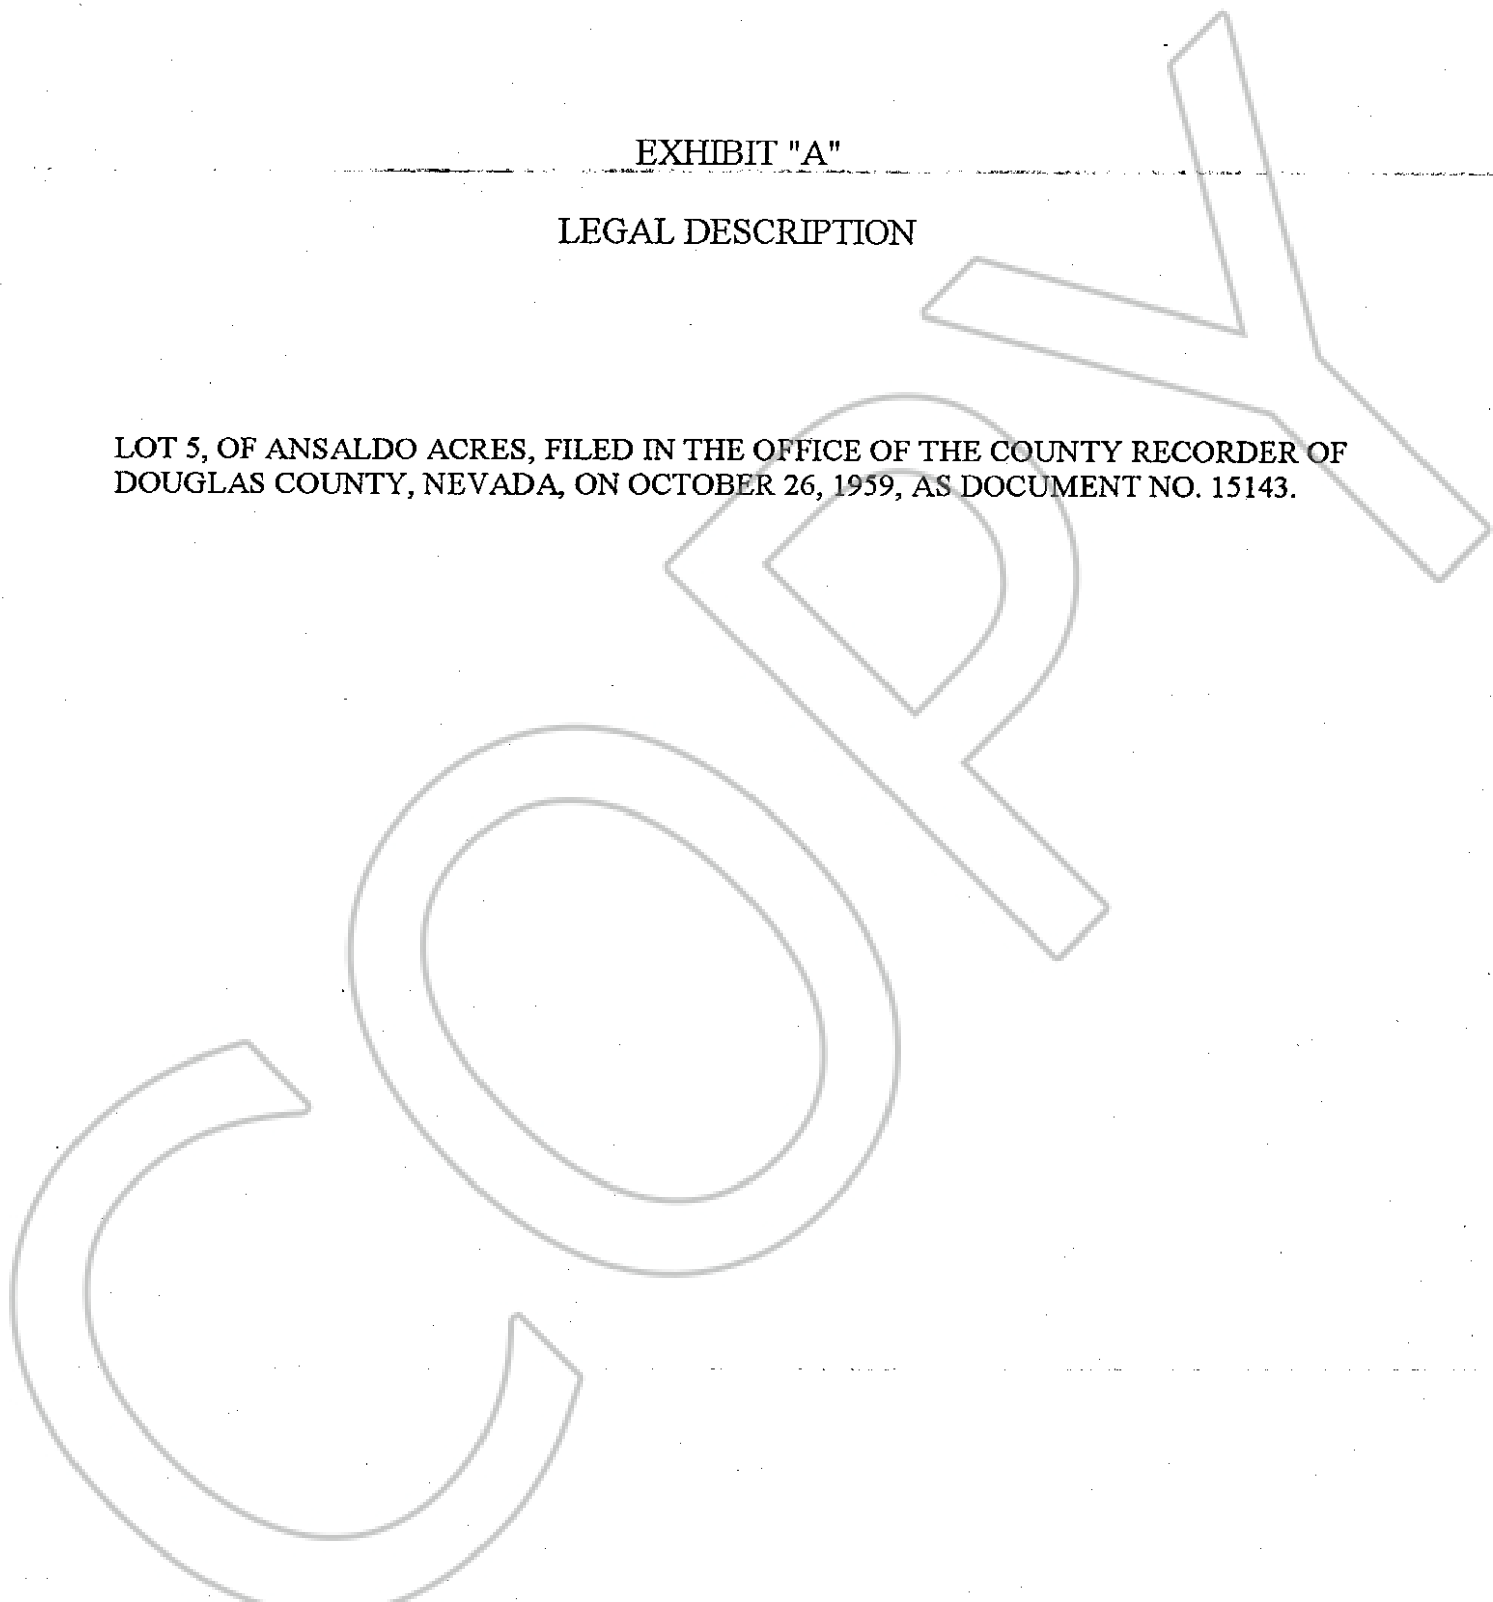 EXHIBIT "A"
LEGAL DESCRIPTION
LOT 5, OF ANSALDO ACRES, FILED IN THE OFFICE OF THE COUNTY RECORDER OF
DOUGLAS COUNTY, NEVADA, ON OCTOBER 26, 1959, AS DOCUMENT NO. 15143.
COPY